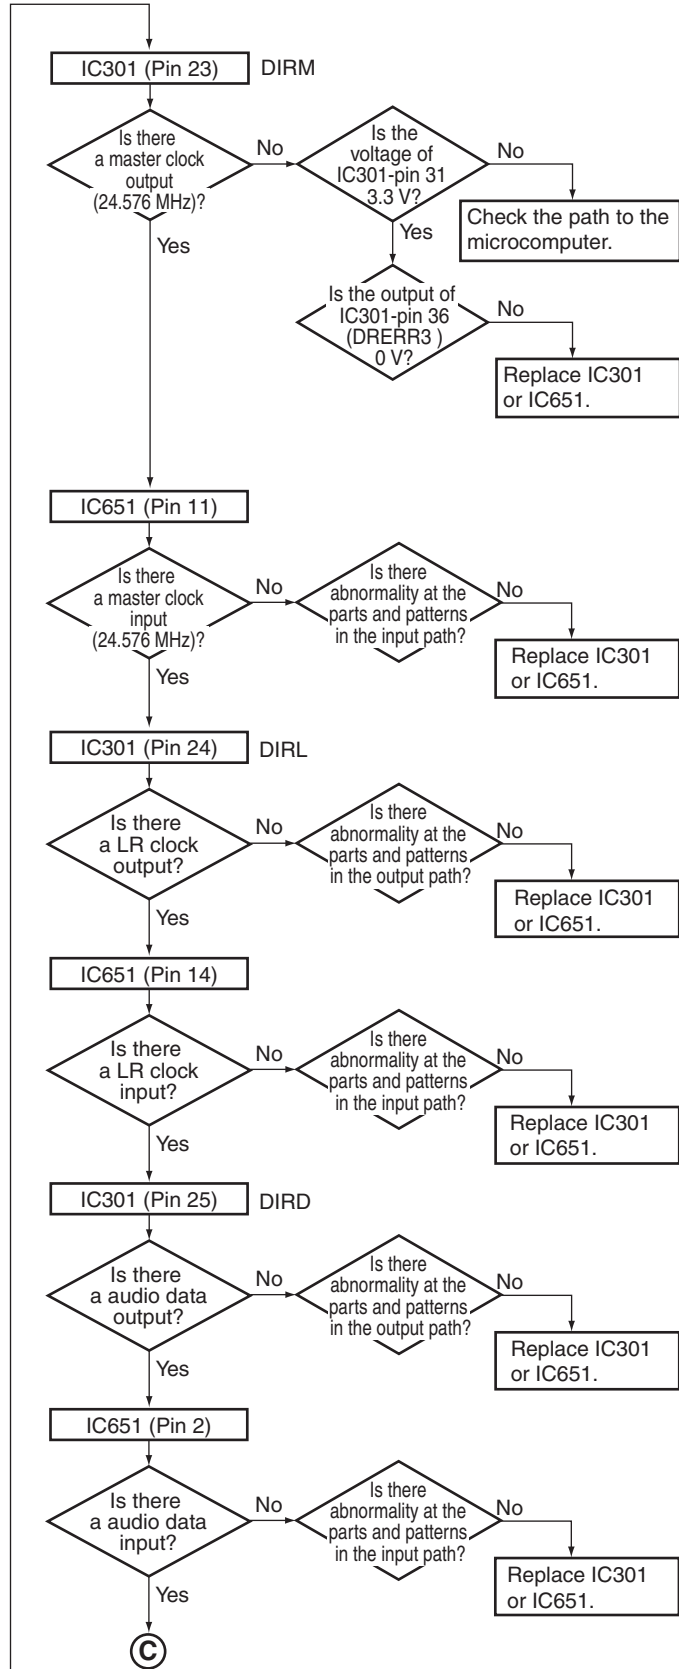 IC301 (Pin 23)
DIRM
Is there
a master clock
output
(24.576 MHz)?
No
Yes
Is the
voltage of
IC301-pin 31
3.3 V?
No
Yes
Check the path to the
microcomputer.
Is the output of
IC301-pin 36
(DRERR3 )
0 V?
No
Replace IC301
or IC651.
IC651 (Pin 11)
Is there
a master clock
input
(24.576 MHz)?
No
Yes
Is there
abnormality at the
parts and patterns
in the input path?
No
Replace IC301
or IC651.
IC301 (Pin 24)
DIRL
Is there
a LR clock
output?
No
Yes
Is there
abnormality at the
parts and patterns
in the output path?
No
Replace IC301
or IC651.
IC651 (Pin 14)
Is there
a LR clock
input?
No
Yes
Is there
abnormality at the
parts and patterns
in the input path?
No
Replace IC301
or IC651.
IC301 (Pin 25)
DIRD
Is there
a audio data
output?
No
Yes
Is there
abnormality at the
parts and patterns
in the output path?
No
Replace IC301
or IC651.
IC651 (Pin 2)
Is there
a audio data
input?
No
Yes
Is there
abnormality at the
parts and patterns
in the input path?
No
Replace IC301
or IC651.
C